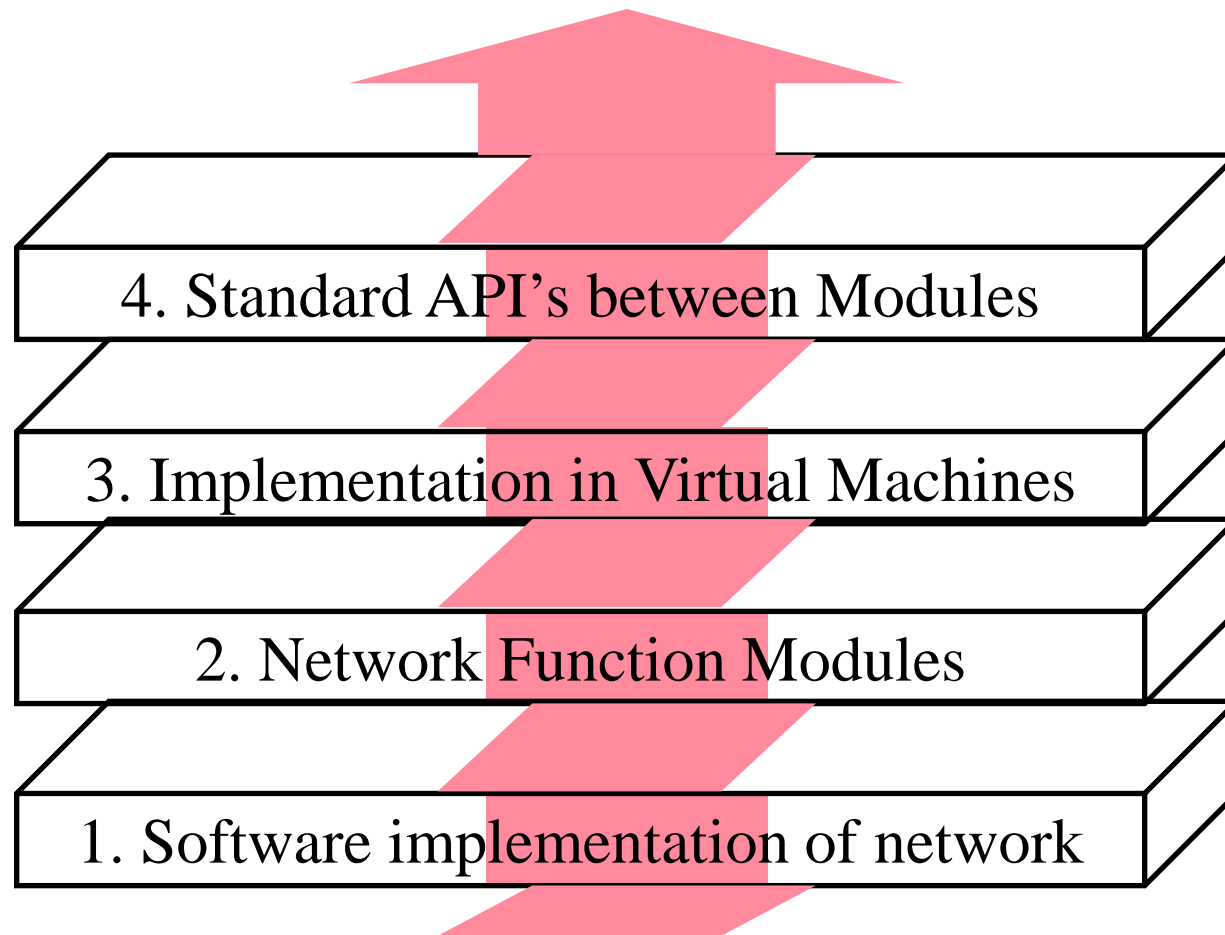 4. Standard API’s between Modules
3. Implementation in Virtual Machines
2. Network Function Modules
1. Software implementation of network